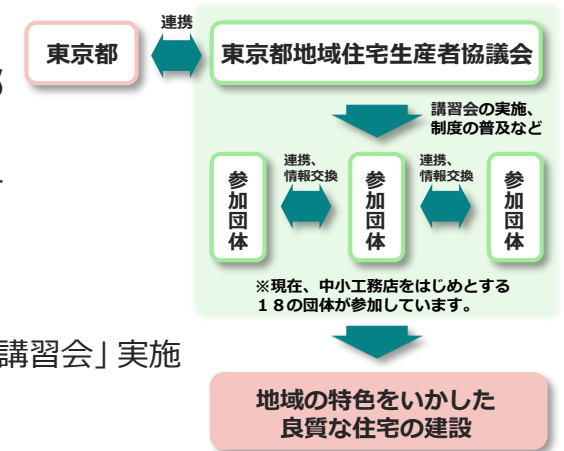 連携
東京都
東京都地域住宅生産者協議会
講習会の実施、
制度の普及など
連携、
情報交換
連携、
情報交換
参加団体
参加団体
参加団体
※現在、中小工務店をはじめとする
18の団体が参加しています。
講習会」実施
地域の特色をいかした
良質な住宅の建設